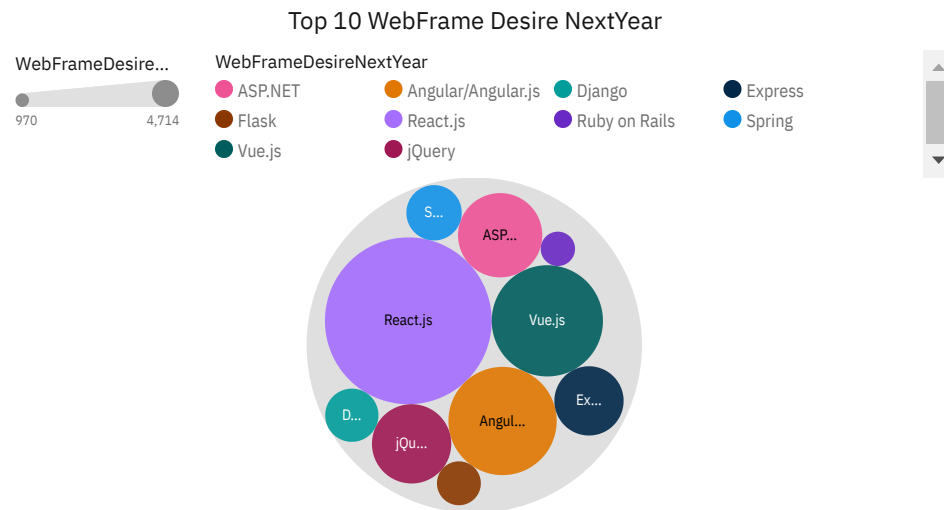 Top 10 WebFrame Desire NextYear
WebFrameDesire...
970 4,714
WebFrameDesireNextYear
ASP.NET Angular/Angular.js Django Express
Flask React.js Ruby on Rails Spring
Vue.js jQuery
S...
ASP...
React.js Vue.js
Ex...
D...
Angul...
jQu...